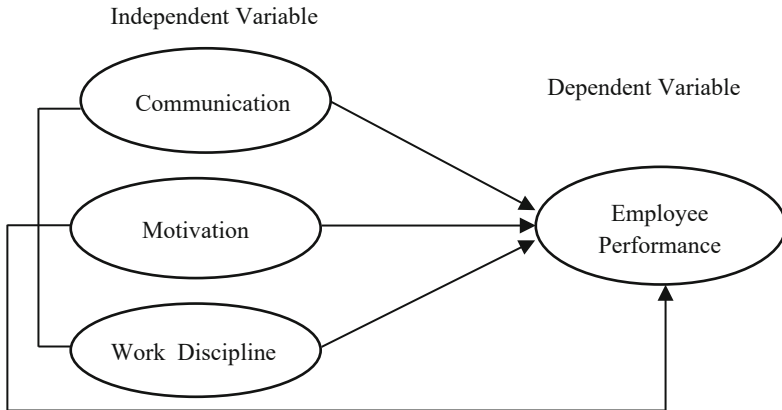 Independent Variable
Communication
Dependent Variable
Motivation
Employee
Performance
Work Discipline